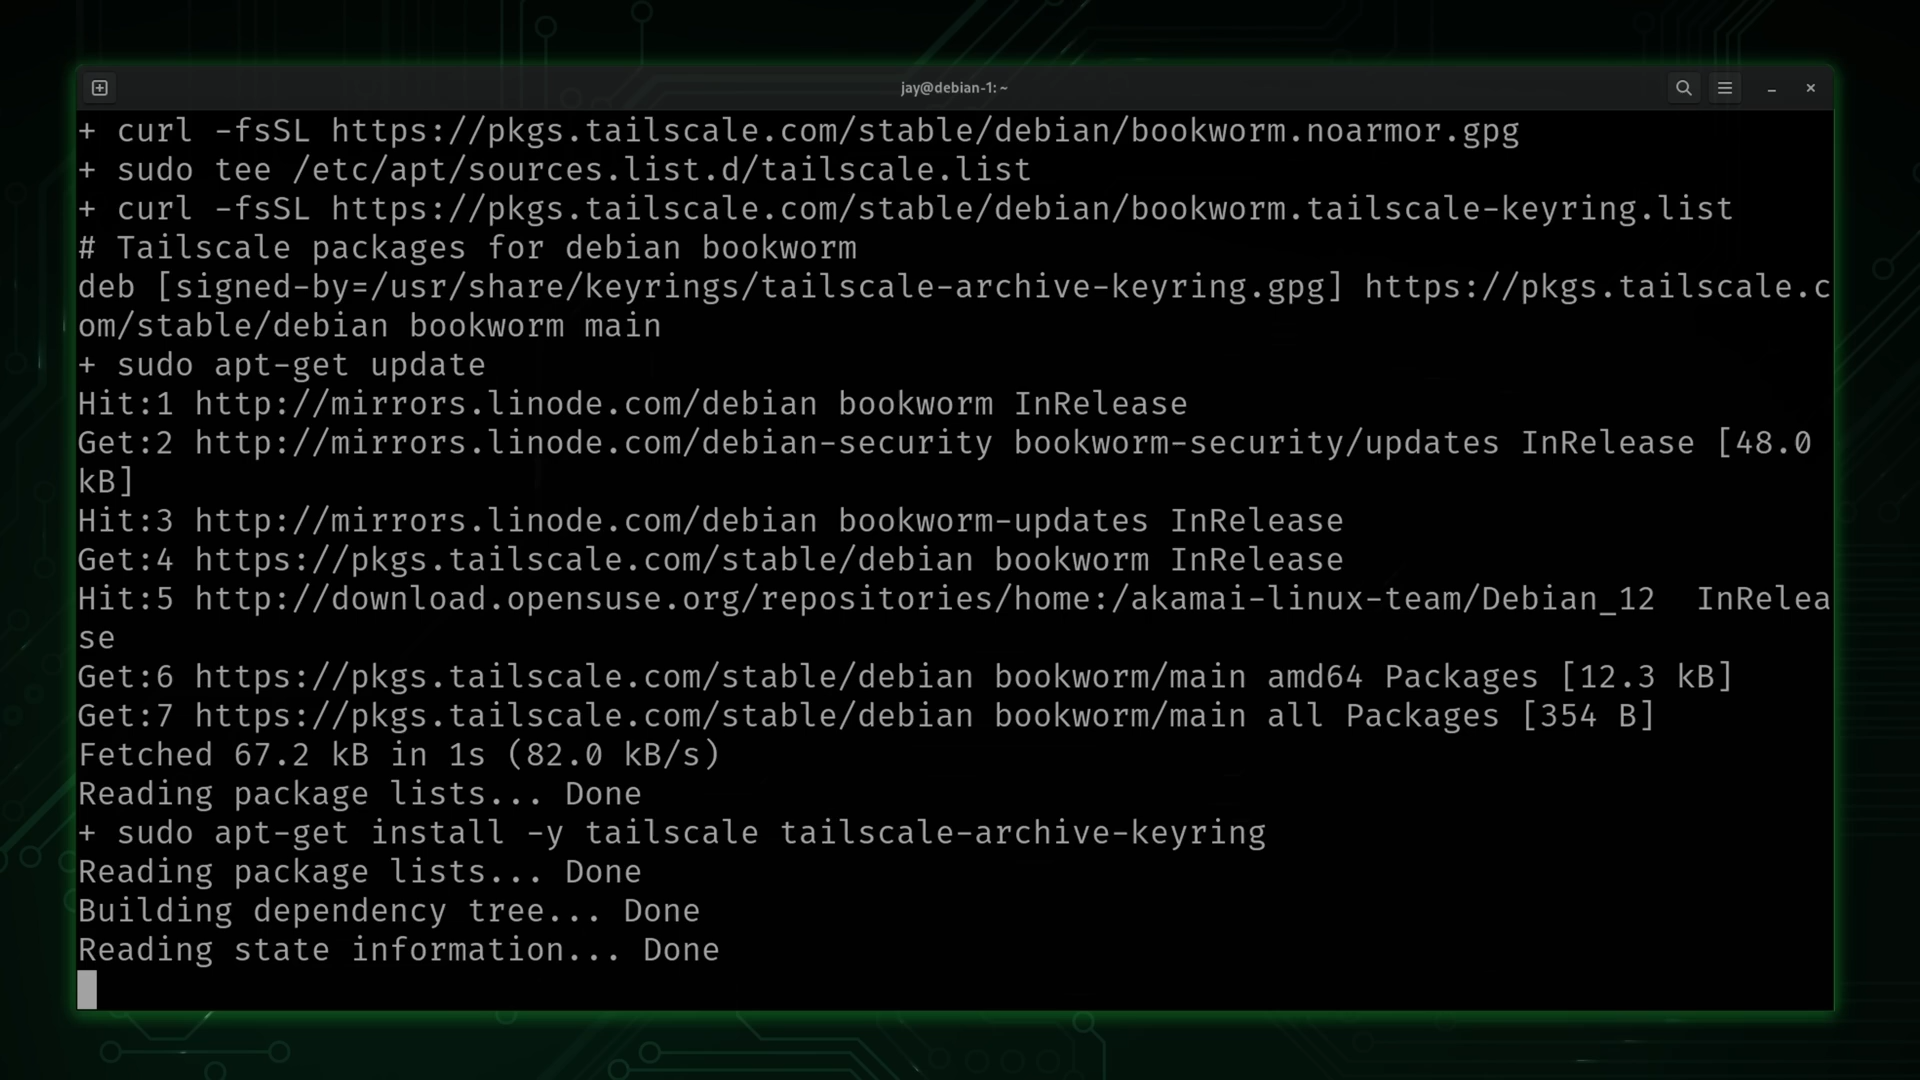 jay@debian-1: ~
+ curl -fsSL https://pkgs.tailscale.com/stable/debian/bookworm.noarmor.gpg
+ sudo tee /etc/apt/sources.list.d/tailscale.list
+ curl -fsSL https://pkgs.tailscale.com/stable/debian/bookworm.tailscale-keyring.list
# Tailscale packages for debian bookworm
deb [signed-by=/usr/share/keyrings/tailscale-archive-keyring.gpg] https://pkgs.tailscale.c
om/stable/debian bookworm main
+ sudo apt-get update
Hit:1 http://mirrors.linode.com/debian bookworm InRelease
Get:2 http://mirrors.linode.com/debian-security bookworm-security/updates InRelease [48.0
kB]
Hit:3 http://mirrors.linode.com/debian bookworm-updates InRelease
Get:4 https://pkgs.tailscale.com/stable/debian bookworm InRelease
Hit:5 http://download.opensuse.org/repositories/home:/akamai-linux-team/Debian_12  InRelea
se
Get:6 https://pkgs.tailscale.com/stable/debian bookworm/main amd64 Packages [12.3 kB]
Get:7 https://pkgs.tailscale.com/stable/debian bookworm/main all Packages [354 B]
Fetched 67.2 kB in 1s (82.0 kB/s)
Reading package lists... Done
+ sudo apt-get install -y tailscale tailscale-archive-keyring
Reading package lists... Done
Building dependency tree... Done
Reading state information... Done